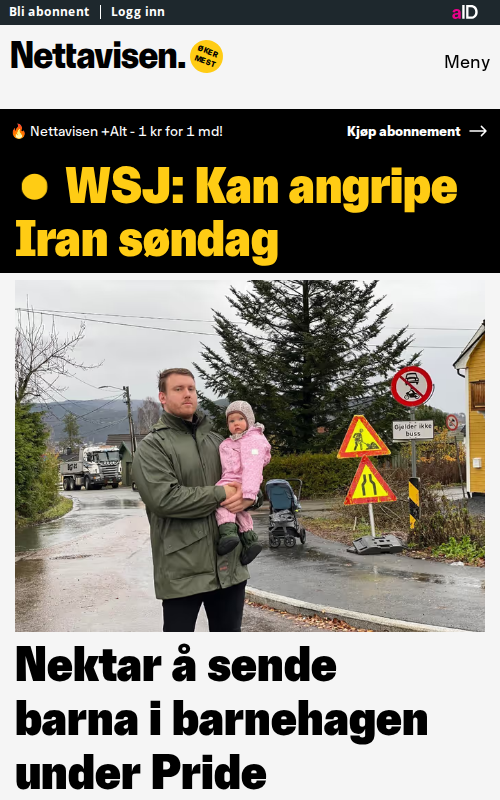 Bli abonnent | Logg inn
aID
Nettavisen.
ØKER
MEST
Meny
🔥 Nettavisen +Alt - 1 kr for 1 md!
Kjøp abonnement →
● WSJ: Kan angripe
Iran søndag
Gjelder ikke
buss
Nektar å sende
barna i barnehagen
under Pride